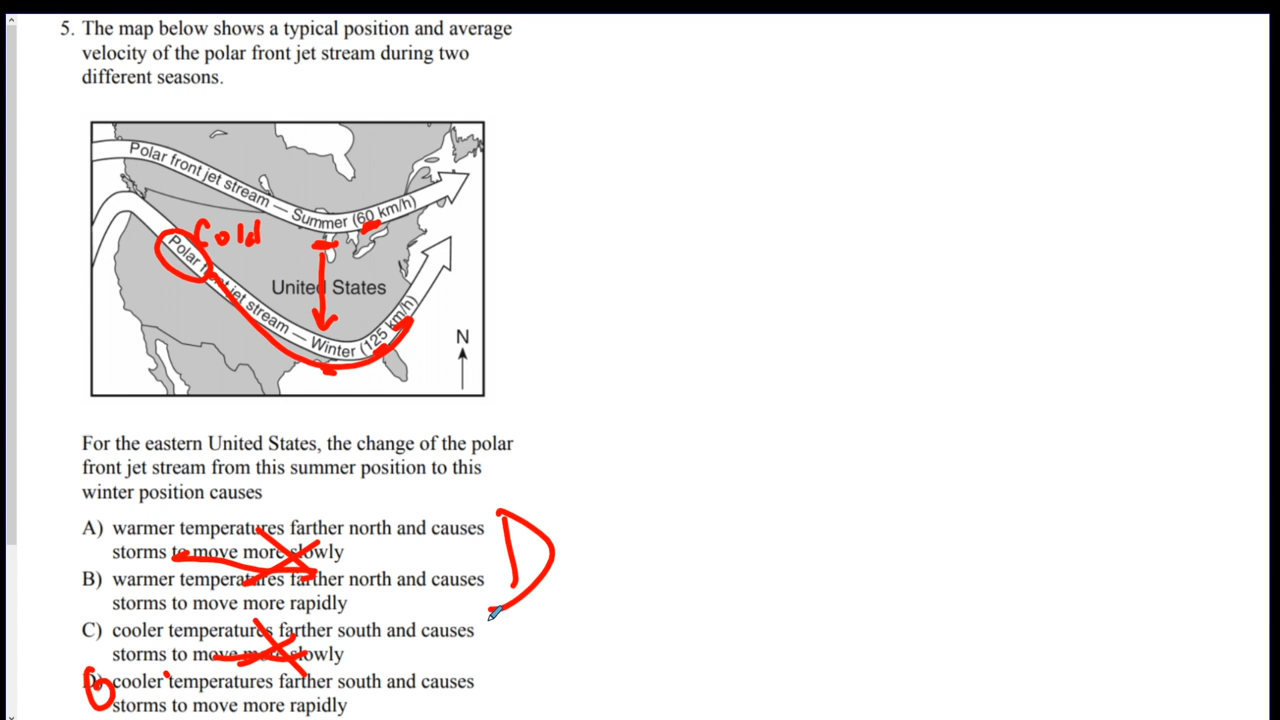 5. The map below shows a typical position and average
velocity of the polar front jet stream during two
different seasons.
Polar front jet stream — Summer (60 km/h)
Cold
Polar front jet stream — Winter (125 km/h)
United States
N
For the eastern United States, the change of the polar
front jet stream from this summer position to this
winter position causes
A) warmer temperatures farther north and causes
storms to move more slowly
B) warmer temperatures farther north and causes
storms to move more rapidly
C) cooler temperatures farther south and causes
storms to move more slowly
D) cooler temperatures farther south and causes
storms to move more rapidly
D